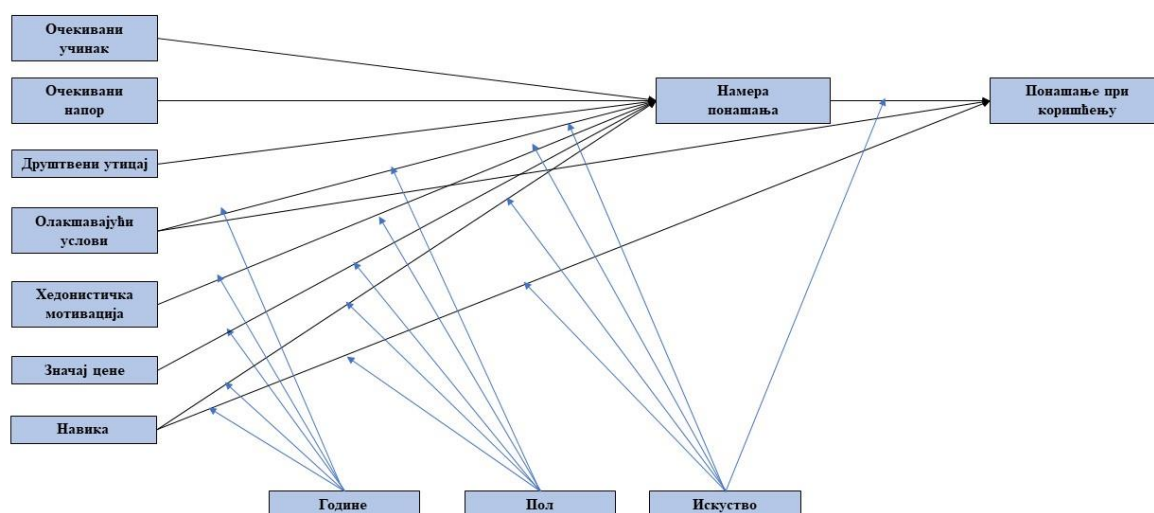 Очекивани
учинак
Очекивани
напор
Намера
понашања
Понашање при
коришћењу
Друштвени утицај
Олакшавајући
услови
Хедонистичка
мотивација
Значај цене
Навика
Године
Пол
Искуство